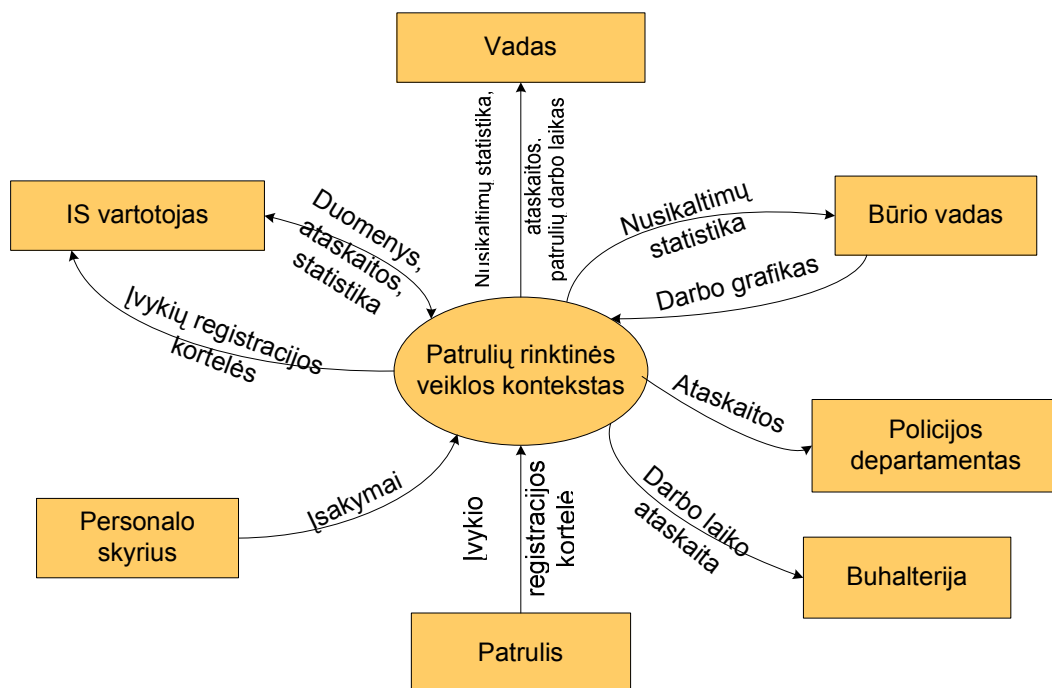 Vadas
Nusikaltimų statistika,
ataskaitos.
patrulių darbo laikas
IS vartotojas
Duomenys,
ataskaitos,
statistika
Nusikaltimų
statistika
Būrio vadas
Darbo grafikas
Įvykių registracijos
kortelės
Patrulių rinktinės
veiklos kontekstas
Ataskaitos
Policijos
departamentas
Personalo
skyrius
Įsakymai
Įvykio
registracijos
kortelė
Darbo laiko
ataskaita
Buhalterija
Patrulis